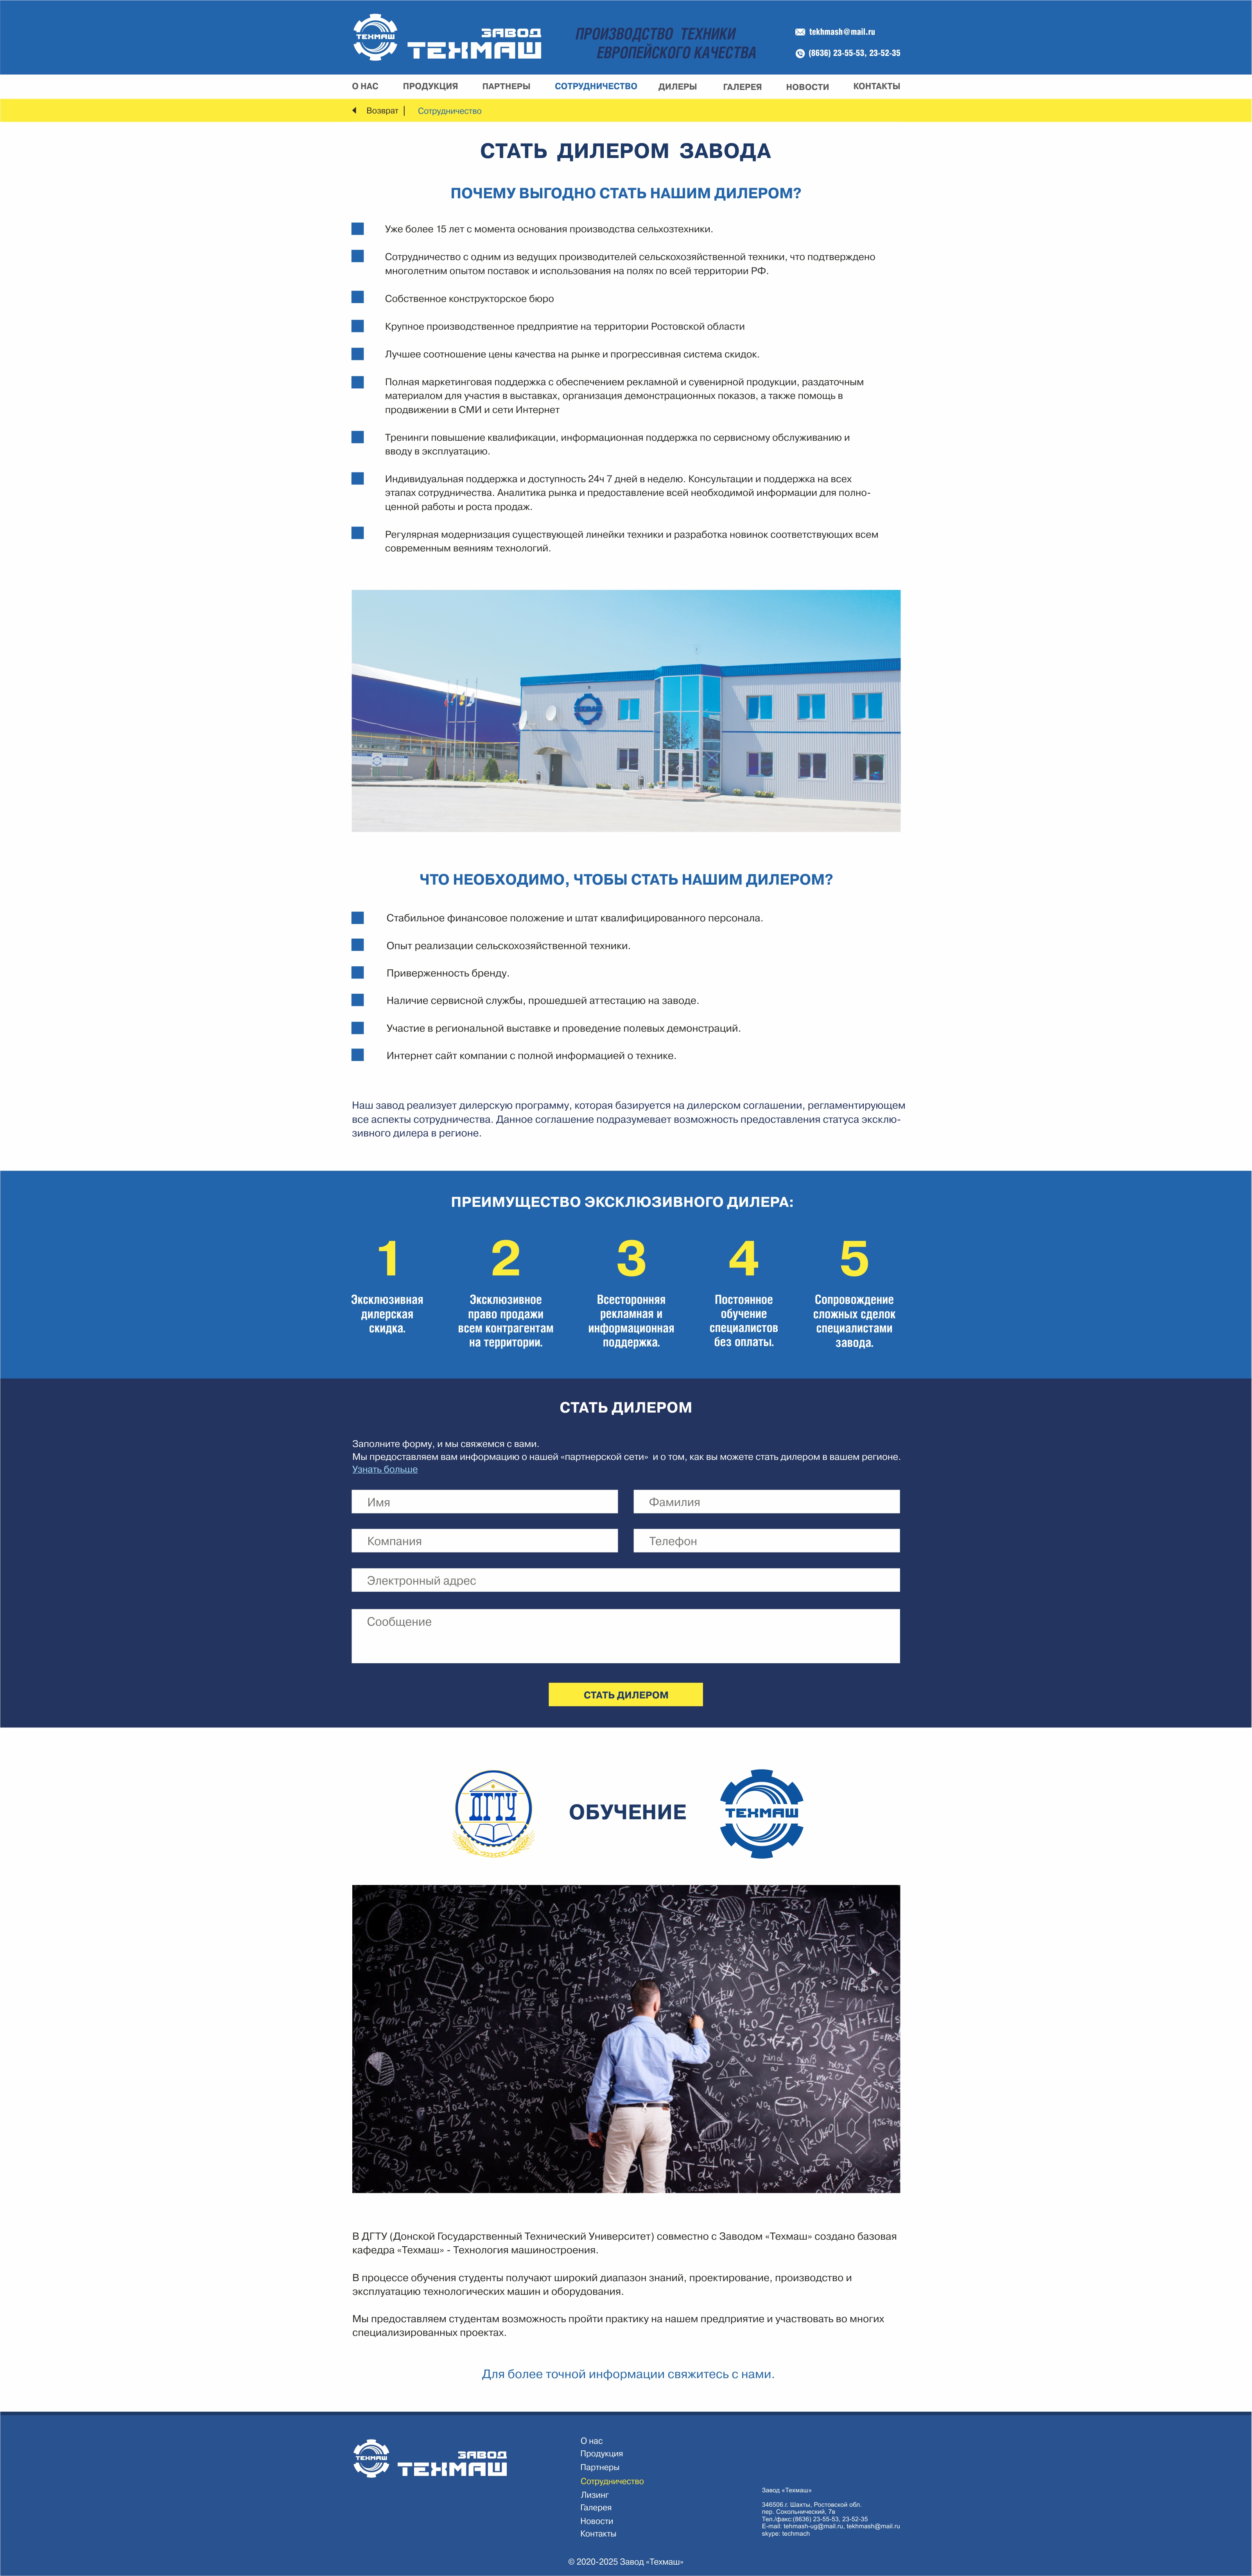 ТЕХМАШ
ЗАВОД
ТЕХМАШ
ПРОИЗВОДСТВО ТЕХНИКИ
ЕВРОПЕЙСКОГО КАЧЕСТВА
tekhmash@mail.ru
(8636) 23-55-53, 23-52-35
О НАС ПРОДУКЦИЯ ПАРТНЕРЫ СОТРУДНИЧЕСТВО ДИЛЕРЫ ГАЛЕРЕЯ НОВОСТИ КОНТАКТЫ
Возврат | Сотрудничество
СТАТЬ ДИЛЕРОМ ЗАВОДА
ПОЧЕМУ ВЫГОДНО СТАТЬ НАШИМ ДИЛЕРОМ?
Уже более 15 лет с момента основания производства сельхозтехники.
Сотрудничество с одним из ведущих производителей сельскохозяйственной техники, что подтверждено
многолетним опытом поставок и использования на полях по всей территории РФ.
Собственное конструкторское бюро
Крупное производственное предприятие на территории Ростовской области
Лучшее соотношение цены качества на рынке и прогрессивная система скидок.
Полная маркетинговая поддержка с обеспечением рекламной и сувенирной продукции, раздаточным
материалом для участия в выставках, организация демонстрационных показов, а также помощь в
продвижении в СМИ и сети Интернет
Тренинги повышение квалификации, информационная поддержка по сервисному обслуживанию и
вводу в эксплуатацию.
Индивидуальная поддержка и доступность 24ч 7 дней в неделю. Консультации и поддержка на всех
этапах сотрудничества. Аналитика рынка и предоставление всей необходимой информации для полно-
ценной работы и роста продаж.
Регулярная модернизация существующей линейки техники и разработка новинок соответствующих всем
современным веяниям технологий.
ТЕХМАШ
ЧТО НЕОБХОДИМО, ЧТОБЫ СТАТЬ НАШИМ ДИЛЕРОМ?
Стабильное финансовое положение и штат квалифицированного персонала.
Опыт реализации сельскохозяйственной техники.
Приверженность бренду.
Наличие сервисной службы, прошедшей аттестацию на заводе.
Участие в региональной выставке и проведение полевых демонстраций.
Интернет сайт компании с полной информацией о технике.
Наш завод реализует дилерскую программу, которая базируется на дилерском соглашении, регламентирующем
все аспекты сотрудничества. Данное соглашение подразумевает возможность предоставления статуса эксклю-
зивного дилера в регионе.
ПРЕИМУЩЕСТВО ЭКСКЛЮЗИВНОГО ДИЛЕРА:
1
Эксклюзивная
дилерская
скидка.
2
Эксклюзивное
право продажи
всем контрагентам
на территории.
3
Всесторонняя
рекламная и
информационная
поддержка.
4
Постоянное
обучение
специалистов
без оплаты.
5
Сопровождение
сложных сделок
специалистами
завода.
СТАТЬ ДИЛЕРОМ
Заполните форму, и мы свяжемся с вами.
Мы предоставляем вам информацию о нашей «партнерской сети» и о том, как вы можете стать дилером в вашем регионе.
Узнать больше
Имя Фамилия
Компания Телефон
Электронный адрес
Сообщение
СТАТЬ ДИЛЕРОМ
ДГТУ
ОБУЧЕНИЕ
ТЕХМАШ
В ДГТУ (Донской Государственный Технический Университет) совместно с Заводом «Техмаш» создано базовая
кафедра «Техмаш» - Технология машиностроения.
В процессе обучения студенты получают широкий диапазон знаний, проектирование, производство и
эксплуатацию технологических машин и оборудования.
Мы предоставляем студентам возможность пройти практику на нашем предприятие и участвовать во многих
специализированных проектах.
Для более точной информации свяжитесь с нами.
ТЕХМАШ
ЗАВОД
ТЕХМАШ
О нас
Продукция
Партнеры
Сотрудничество
Лизинг
Галерея
Новости
Контакты
Завод «Техмаш»
346506.г. Шахты, Ростовской обл.
пер. Сокольнический, 7в
Тел./факс:(8636) 23-55-53, 23-52-35
E-mail: tehmash-ug@mail.ru, tekhmash@mail.ru
skype: techmach
© 2020-2025 Завод «Техмаш»